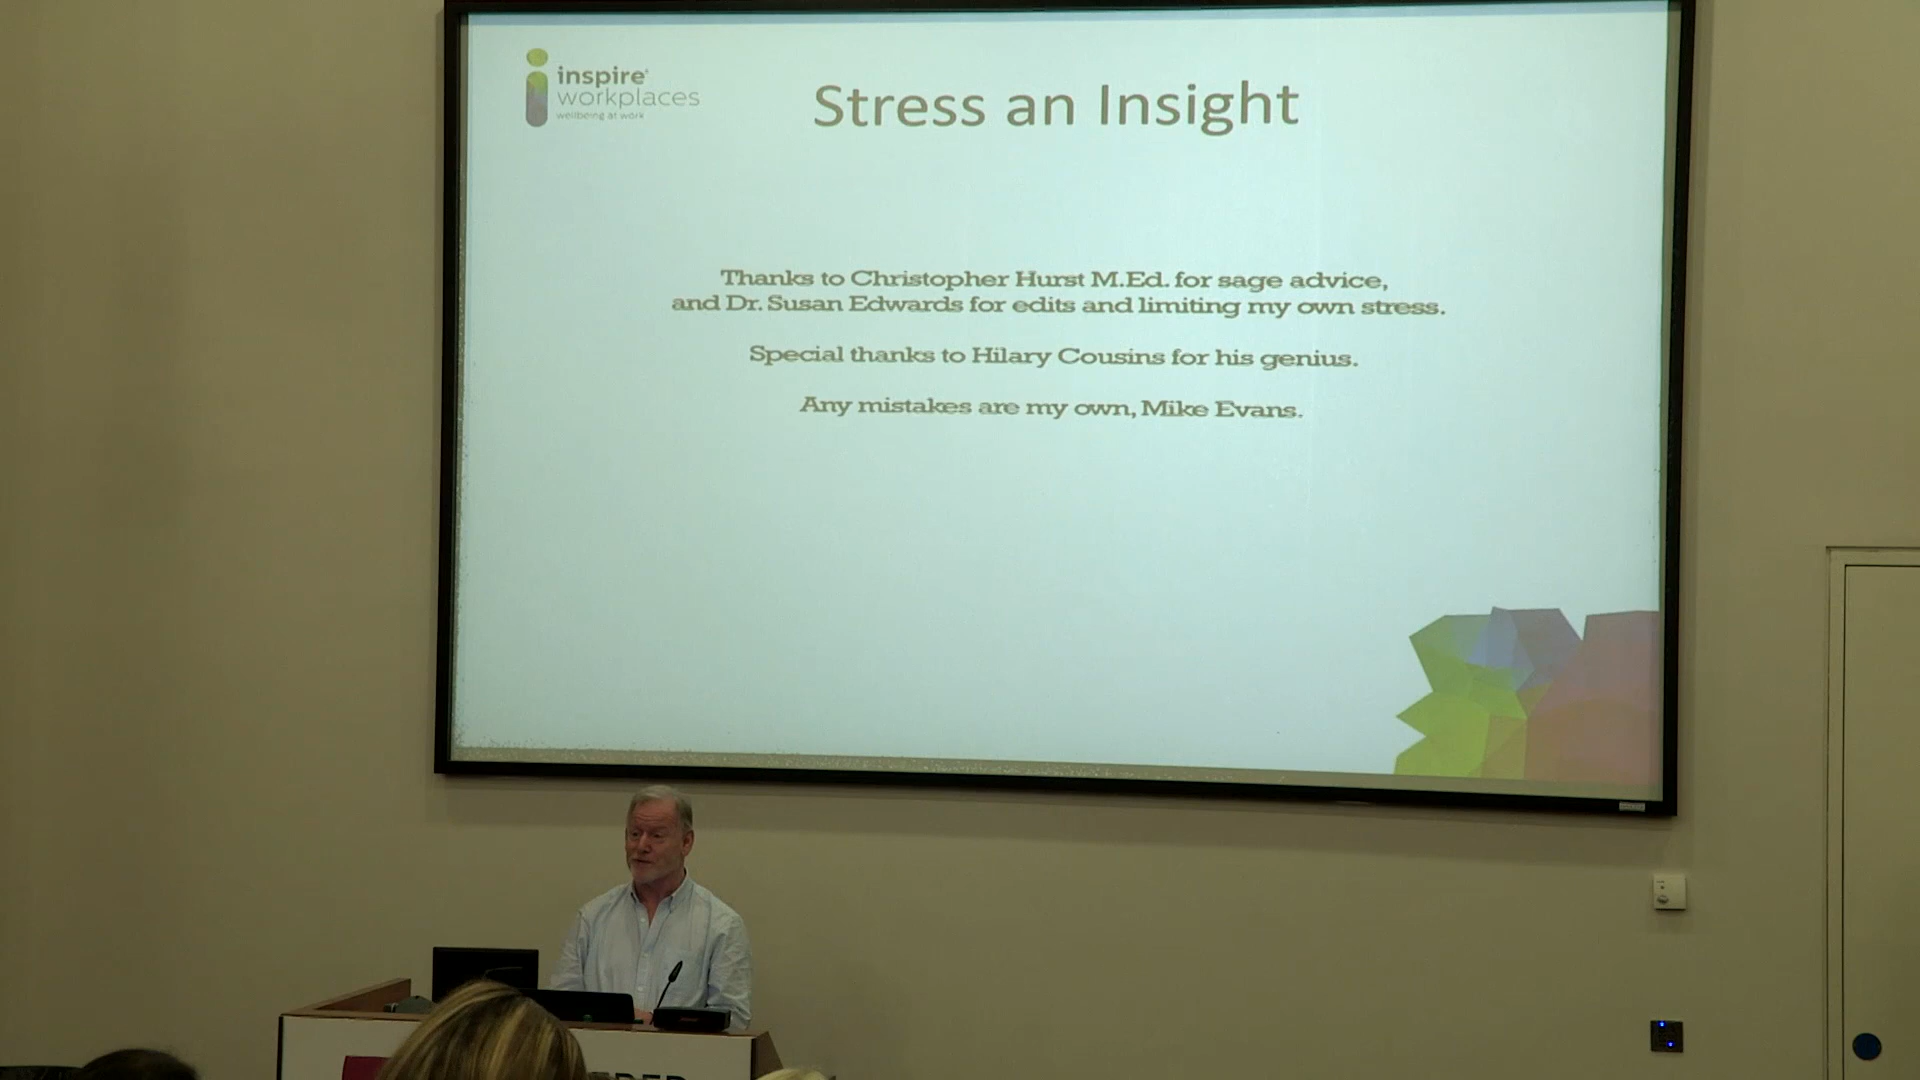 inspire
workplaces
wellbeing at work
Stress an Insight
Thanks to Christopher Hurst M.Ed. for sage advice,
and Dr. Susan Edwards for edits and limiting my own stress.
Special thanks to Hilary Cousins for his genius.
Any mistakes are my own, Mike Evans.